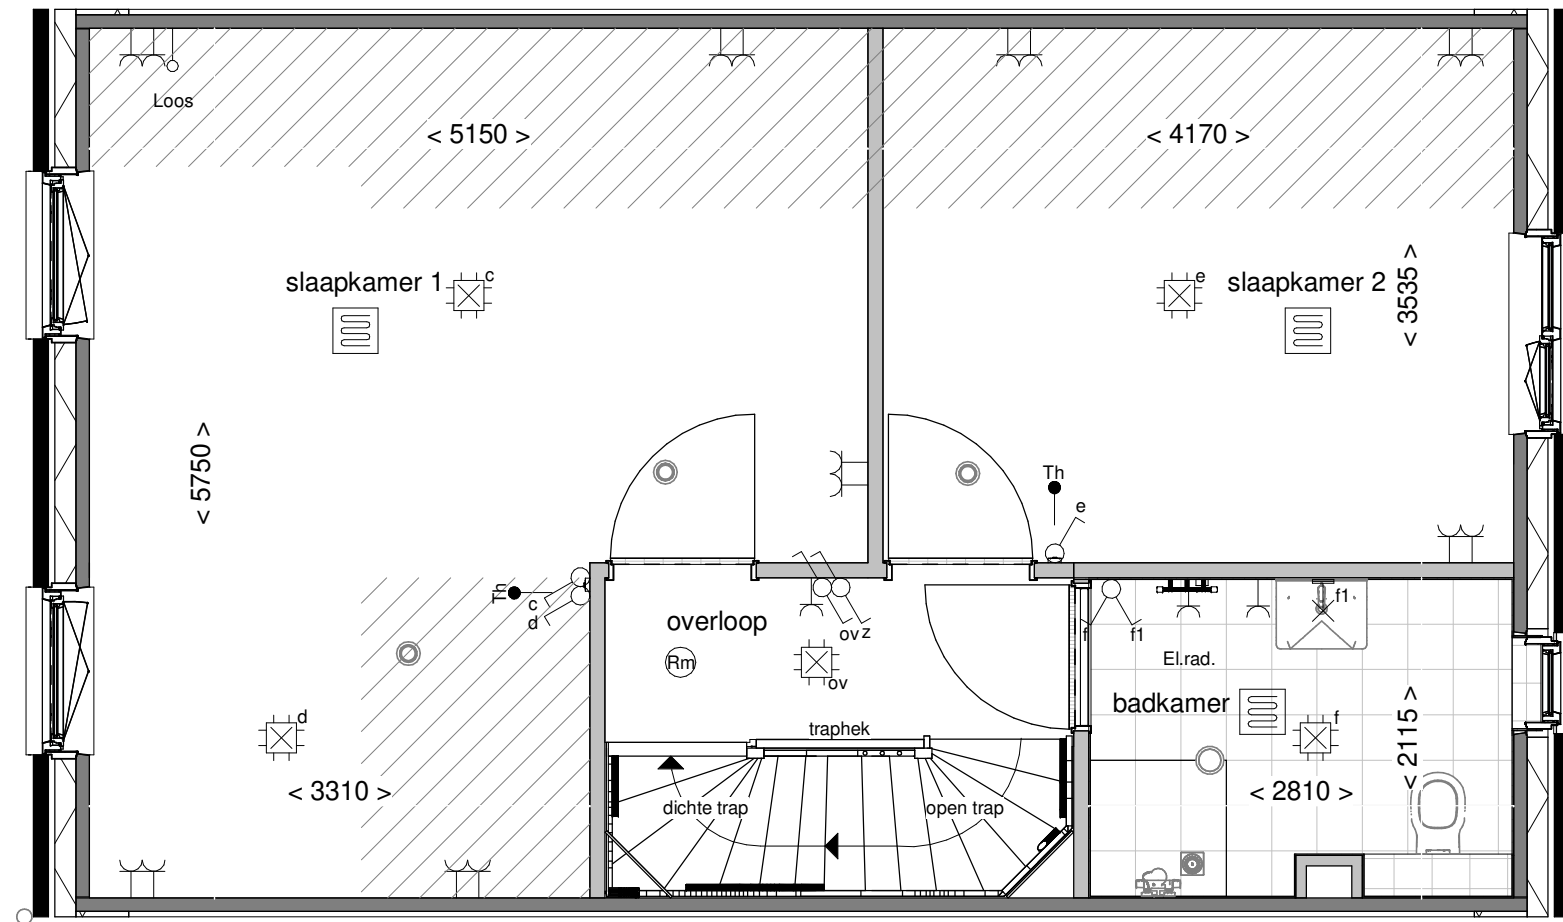 Loos
< 5150 >
< 4170 >
slaapkamer 1
c
e
slaapkamer 2
< 3535 >
< 5750 >
Th
e
Th
c
d
overloop
ov z
f
f1
f1
Rm
ov
El.rad.
badkamer
f
d
traphek
< 2115 >
< 3310 >
dichte trap
open trap
< 2810 >